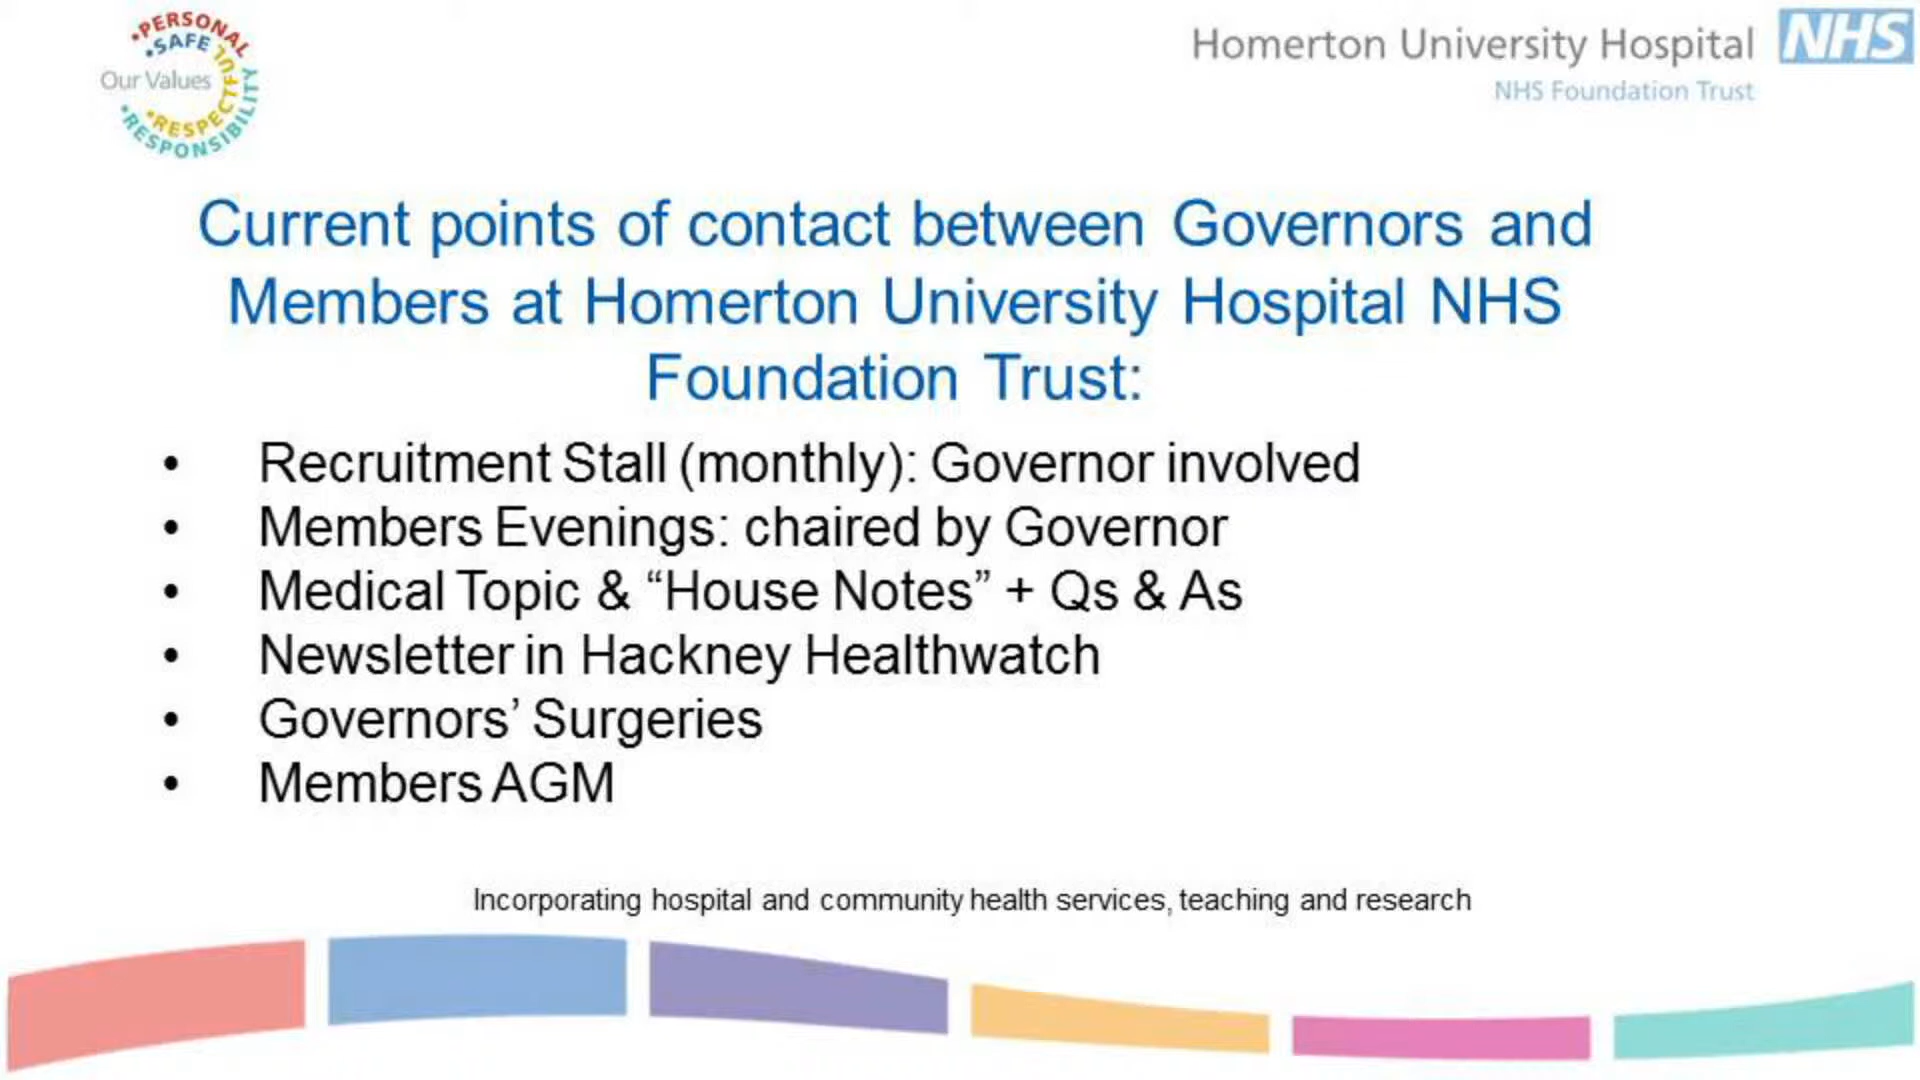 •PERSONAL
•SAFE
Our Values
•RESPECTFUL
•RESPONSIBILITY
Homerton University Hospital NHS
NHS Foundation Trust
Current points of contact between Governors and
Members at Homerton University Hospital NHS
Foundation Trust:
• Recruitment Stall (monthly): Governor involved
• Members Evenings: chaired by Governor
• Medical Topic & “House Notes” + Qs & As
• Newsletter in Hackney Healthwatch
• Governors’ Surgeries
• Members AGM
Incorporating hospital and community health services, teaching and research